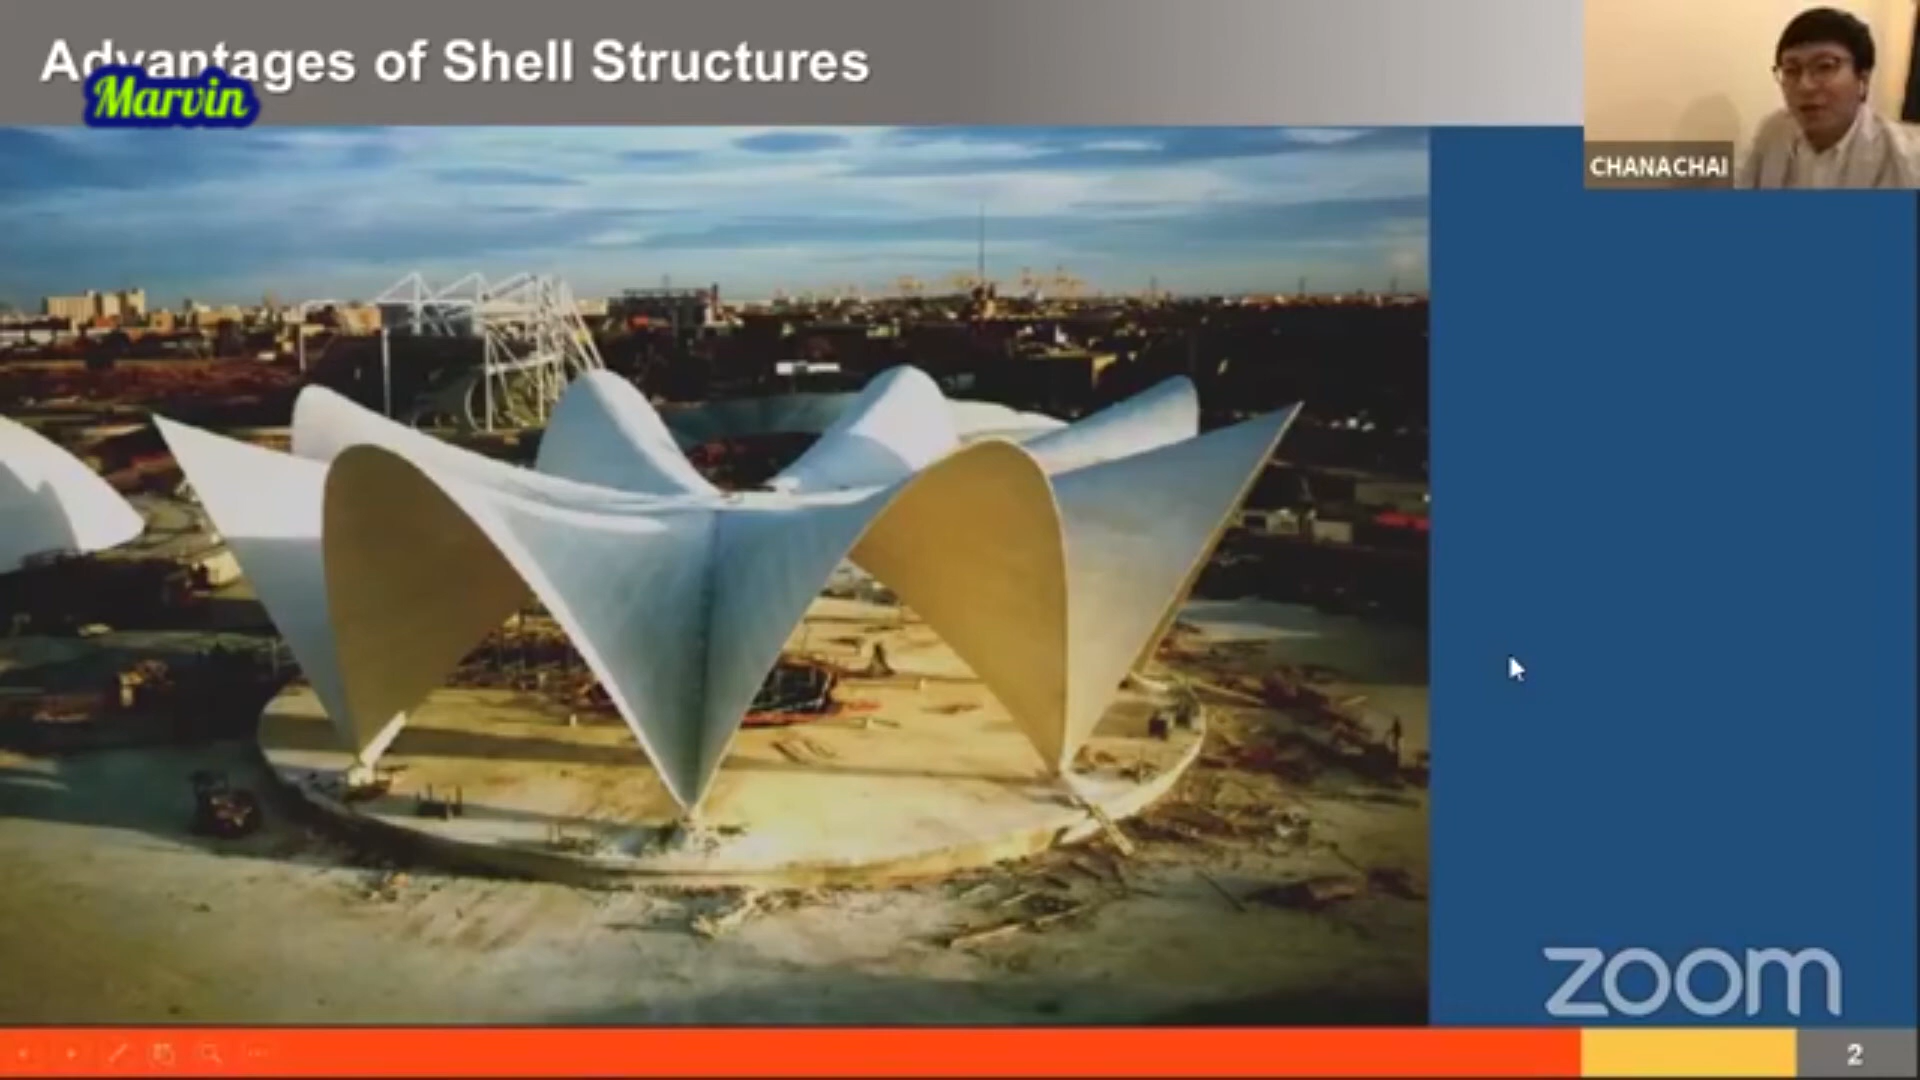 Advantages of Shell Structures
Marvin
CHANACHAI
zoom
2